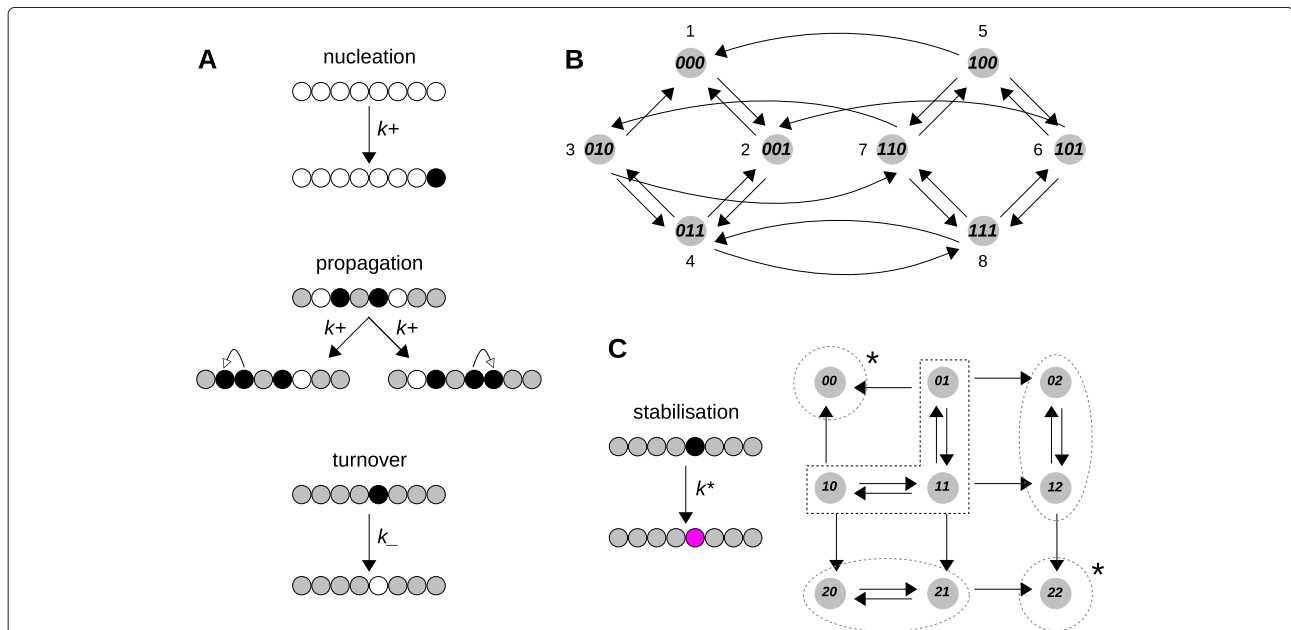 A
nucleation
k+
propagation
k+ k+
turnover
k_
B
1 5
000 100
3 010 2 001 7 110 6 101
011 111
4 8
C
stabilisation
k*
00 * 01 02
10 11 12
20 21 22 *